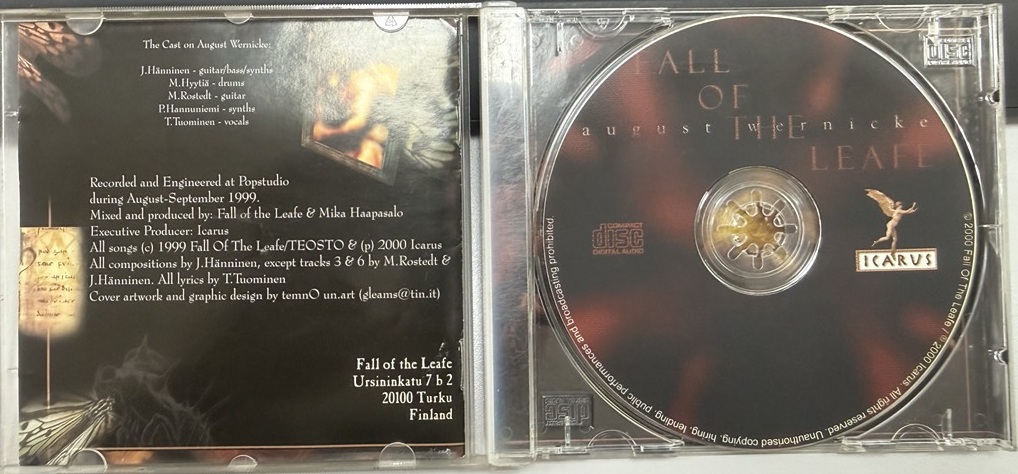 The Cast on August Wernicke:
J.Hänninen - guitar/bass/synths
M.Hyytiä - drums
M.Rostedt - guitar
P.Hannuniemi - synths
T.Tuominen - vocals
Recorded and Engineered at Popstudio
during August-September 1999.
Mixed and produced by: Fall of the Leafe & Mika Haapasalo
Executive Producer: Icarus
All songs (c) 1999 Fall Of The Leafe/TEOSTO & (p) 2000 Icarus
All compositions by J.Hänninen, except tracks 3 & 6 by M.Rostedt &
J.Hänninen. All lyrics by T.Tuominen
Cover artwork and graphic design by temnO un.art (gleams@tin.it)
Fall of the Leafe
Ursininkatu 7 b 2
20100 Turku
Finland
FALL
OF
THE
LEAFE
august wernicke
COMPACT
disc
DIGITAL AUDIO
ICARUS
© 2000 Fall Of The Leafe / ℗ 2000 Icarus. All rights reserved. Unauthorised copying, hiring, lending, public performances and broadcasting prohibited.
disc
disc